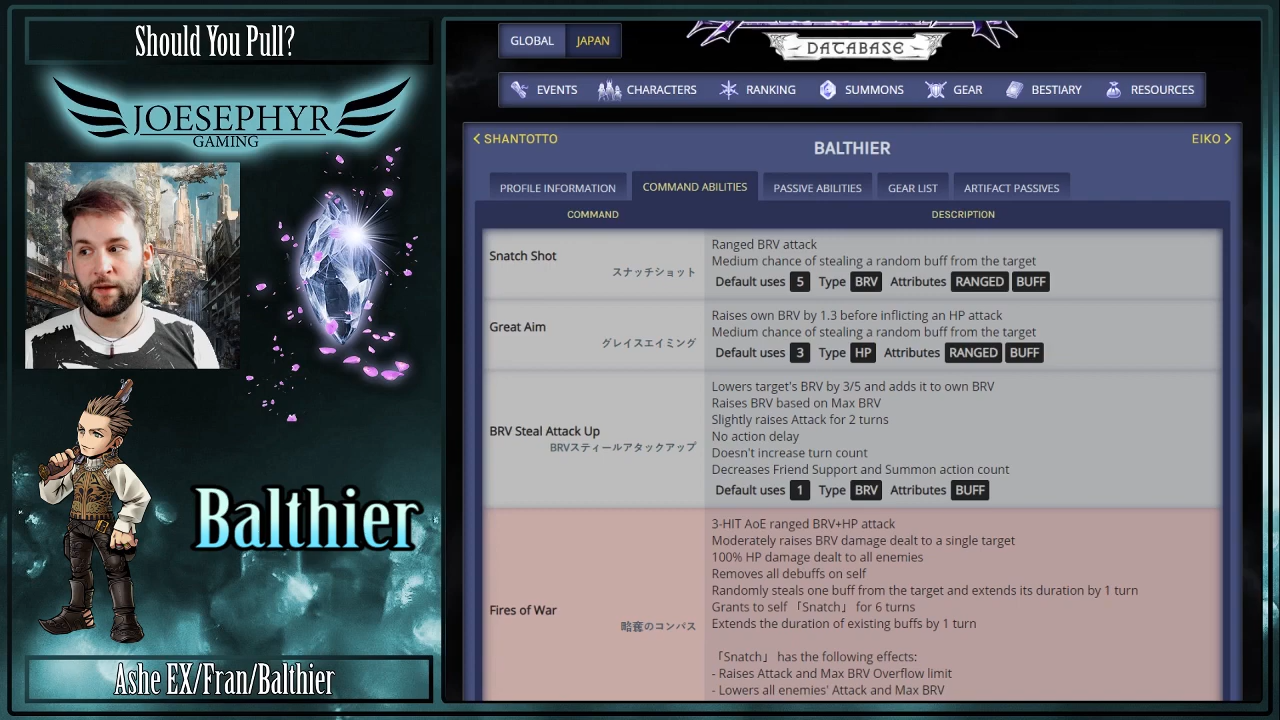 Should You Pull?
JOESEPHYR
GAMING
Balthier
Ashe EX/Fran/Balthier
GLOBAL
JAPAN
DATABASE
EVENTS
CHARACTERS
RANKING
SUMMONS
GEAR
BESTIARY
RESOURCES
SHANTOTTO
BALTHIER
EIKO
PROFILE INFORMATION
COMMAND ABILITIES
PASSIVE ABILITIES
GEAR LIST
ARTIFACT PASSIVES
COMMAND
DESCRIPTION
Snatch Shot
スナッチショット
Ranged BRV attack
Medium chance of stealing a random buff from the target
Default uses 5 Type BRV Attributes RANGED BUFF
Great Aim
グレイスエイミング
Raises own BRV by 1.3 before inflicting an HP attack
Medium chance of stealing a random buff from the target
Default uses 3 Type HP Attributes RANGED BUFF
BRV Steal Attack Up
BRVスティールアタックアップ
Lowers target's BRV by 3/5 and adds it to own BRV
Raises BRV based on Max BRV
Slightly raises Attack for 2 turns
No action delay
Doesn't increase turn count
Decreases Friend Support and Summon action count
Default uses 1 Type BRV Attributes BUFF
Fires of War
略奪のコンパス
3-HIT AoE ranged BRV+HP attack
Moderately raises BRV damage dealt to a single target
100% HP damage dealt to all enemies
Removes all debuffs on self
Randomly steals one buff from the target and extends its duration by 1 turn
Grants to self 「Snatch」 for 6 turns
Extends the duration of existing buffs by 1 turn
「Snatch」 has the following effects:
- Raises Attack and Max BRV Overflow limit
- Lowers all enemies' Attack and Max BRV